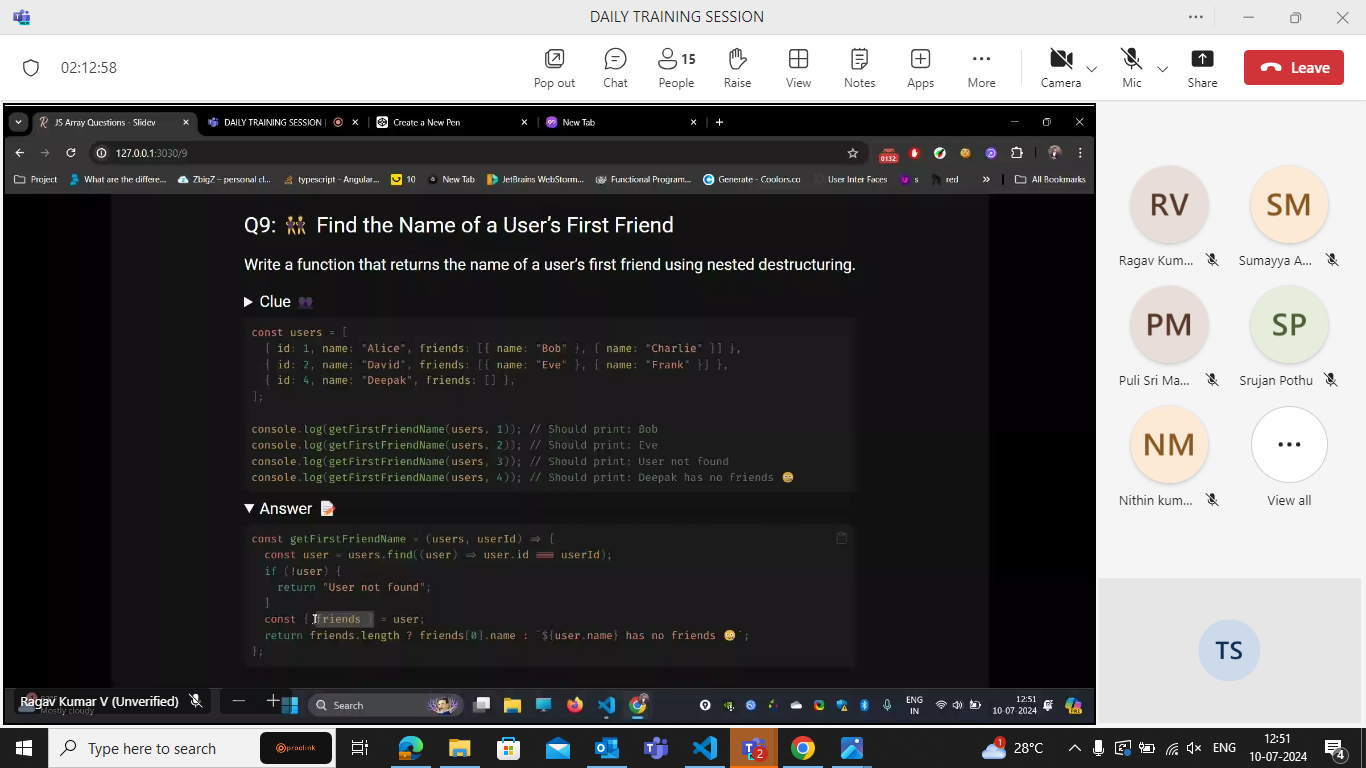 DAILY TRAINING SESSION
02:12:58
Pop out
Chat
15
People
Raise
View
Notes
Apps
More
Camera
Mic
Share
Leave
JS Array Questions - Slidev
DAILY TRAINING SESSION |
Create a New Pen
New Tab
127.0.0.1:3030/9
0132
Project
What are the differe...
ZbigZ – personal cl...
typescript - Angular...
10
New Tab
JetBrains WebStorm...
Functional Program...
Generate - Coolors.co
User Inter Faces
s
red
»
All Bookmarks
Q9: Find the Name of a User’s First Friend
Write a function that returns the name of a user’s first friend using nested destructuring.
Clue
const users = [
{ id: 1, name: "Alice", friends: [{ name: "Bob" }, { name: "Charlie" }] },
{ id: 2, name: "David", friends: [{ name: "Eve" }, { name: "Frank" }] },
{ id: 4, name: "Deepak", friends: [] },
];
console.log(getFirstFriendName(users, 1)); // Should print: Bob
console.log(getFirstFriendName(users, 2)); // Should print: Eve
console.log(getFirstFriendName(users, 3)); // Should print: User not found
console.log(getFirstFriendName(users, 4)); // Should print: Deepak has no friends 😳
Answer
const getFirstFriendName = (users, userId) => {
const user = users.find((user) => user.id === userId);
if (!user) {
return "User not found";
}
const { friends } = user;
return friends.length ? friends[0].name : `${user.name} has no friends 😳`;
};
Ragav Kumar V (Unverified)
Mostly cloudy
Search
ENG
IN
12:51
10-07-2024
RV
Ragav Kum...
SM
Sumayya A...
PM
Puli Sri Ma...
SP
Srujan Pothu
NM
Nithin kum...
View all
TS
Type here to search
proclink
2
1
28°C
ENG
12:51
10-07-2024
4